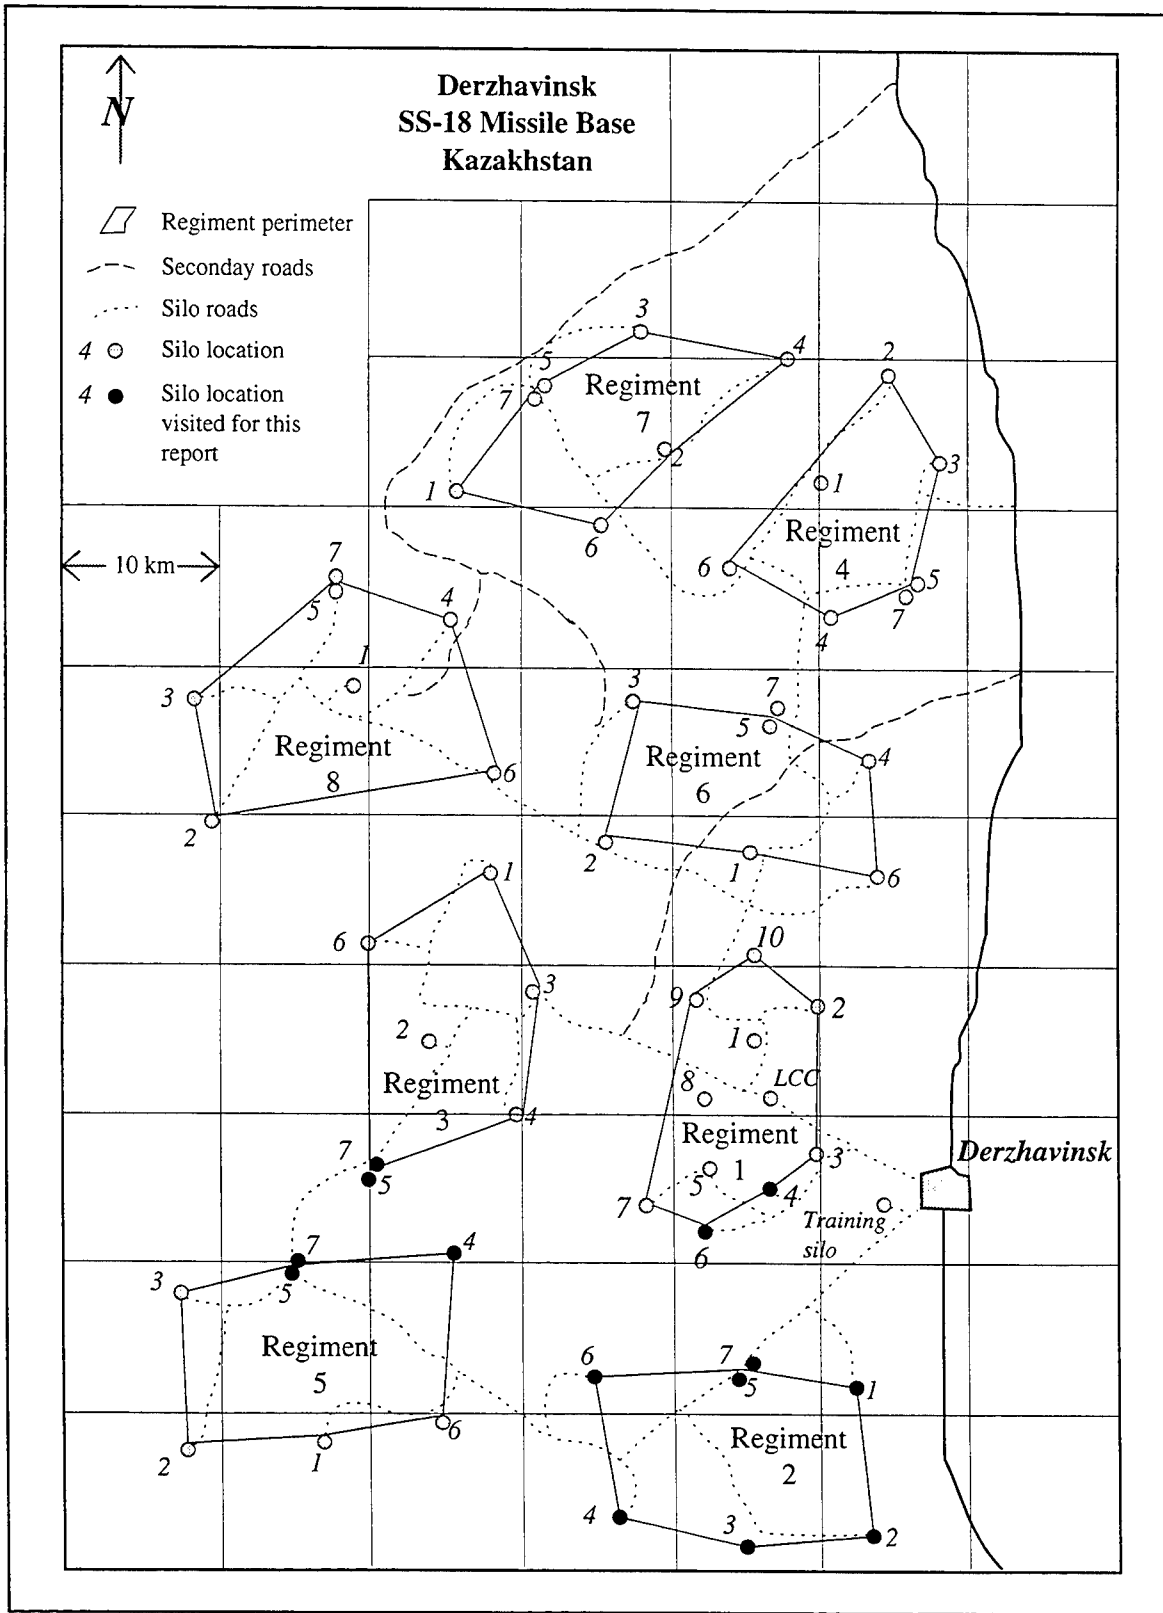 Derzhavinsk
SS-18 Missile Base
Kazakhstan
N
Regiment perimeter
Seconday roads
Silo roads
4 Silo location
4 Silo location
visited for this
report
10 km
3
4
5
Regiment
7
7
2
1
6
2
3
1
Regiment
4
6
5
7
4
7
5
4
1
3
Regiment
8
6
2
3
7
5
4
Regiment
6
2
1
6
1
6
3
2
Regiment
3
4
7
5
10
9
2
1
8
LCC
Regiment
1
3
5
4
7
6
Derzhavinsk
Training
silo
7
4
3
5
Regiment
5
6
2
1
6
7
5
1
Regiment
2
4
3
2